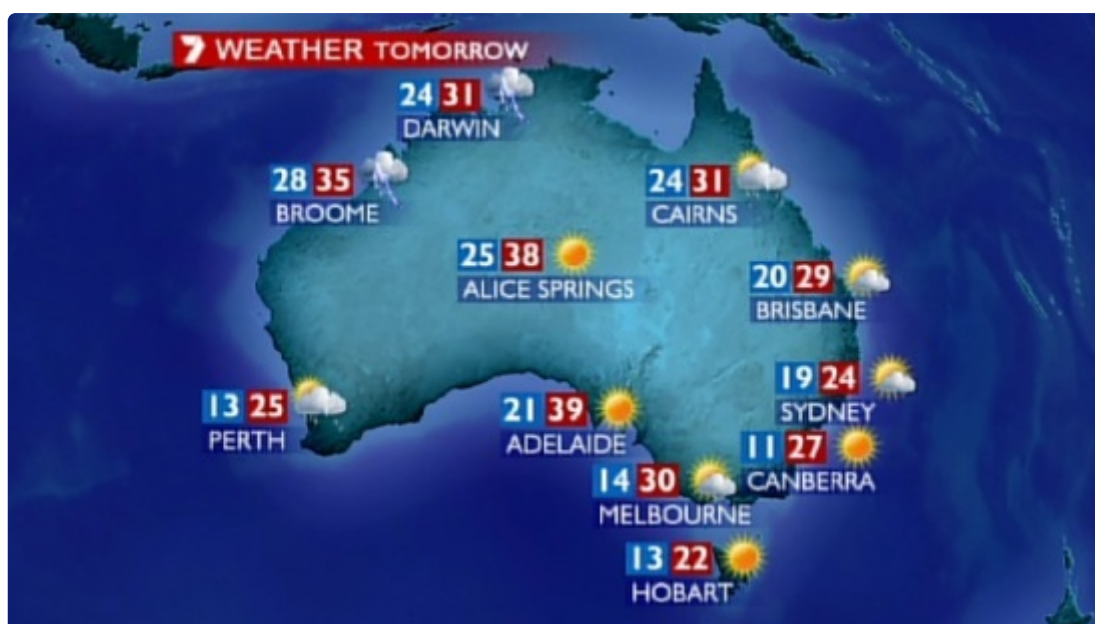 7 WEATHER TOMORROW
24 31
DARWIN
28 35
BROOME
24 31
CAIRNS
25 38
ALICE SPRINGS
20 29
BRISBANE
19 24
SYDNEY
13 25
PERTH
21 39
ADELAIDE
11 27
CANBERRA
14 30
MELBOURNE
13 22
HOBART